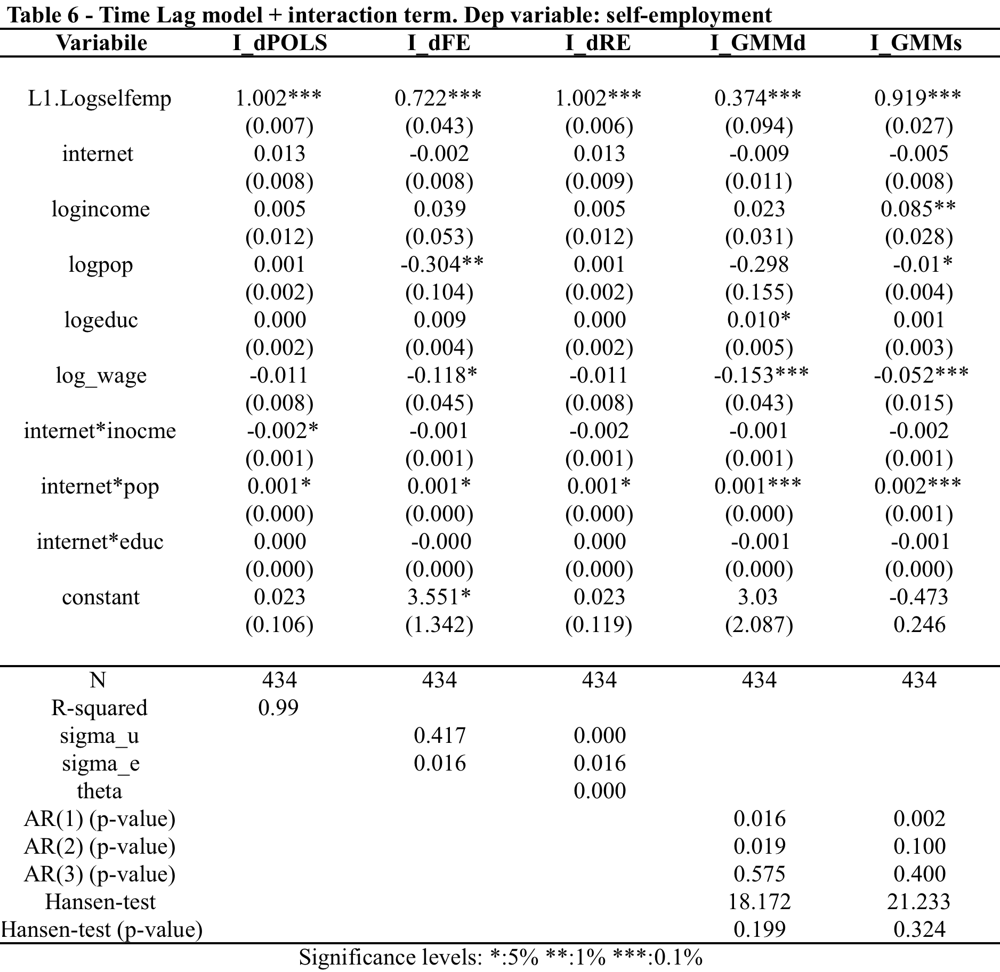 Table 6 - Time Lag model + interaction term. Dep variable: self-employment
Variabile I_dPOLS I_dFE I_dRE I_GMMd I_GMMs
L1.Logselfemp 1.002*** 0.722*** 1.002*** 0.374*** 0.919***
(0.007) (0.043) (0.006) (0.094) (0.027)
internet 0.013 -0.002 0.013 -0.009 -0.005
(0.008) (0.008) (0.009) (0.011) (0.008)
logincome 0.005 0.039 0.005 0.023 0.085**
(0.012) (0.053) (0.012) (0.031) (0.028)
logpop 0.001 -0.304** 0.001 -0.298 -0.01*
(0.002) (0.104) (0.002) (0.155) (0.004)
logeduc 0.000 0.009 0.000 0.010* 0.001
(0.002) (0.004) (0.002) (0.005) (0.003)
log_wage -0.011 -0.118* -0.011 -0.153*** -0.052***
(0.008) (0.045) (0.008) (0.043) (0.015)
internet*inocme -0.002* -0.001 -0.002 -0.001 -0.002
(0.001) (0.001) (0.001) (0.001) (0.001)
internet*pop 0.001* 0.001* 0.001* 0.001*** 0.002***
(0.000) (0.000) (0.000) (0.000) (0.001)
internet*educ 0.000 -0.000 0.000 -0.001 -0.001
(0.000) (0.000) (0.000) (0.000) (0.000)
constant 0.023 3.551* 0.023 3.03 -0.473
(0.106) (1.342) (0.119) (2.087) 0.246
N 434 434 434 434 434
R-squared 0.99
sigma_u 0.417 0.000
sigma_e 0.016 0.016
theta 0.000
AR(1) (p-value) 0.016 0.002
AR(2) (p-value) 0.019 0.100
AR(3) (p-value) 0.575 0.400
Hansen-test 18.172 21.233
Hansen-test (p-value) 0.199 0.324
Significance levels: *:5% **:1% ***:0.1%